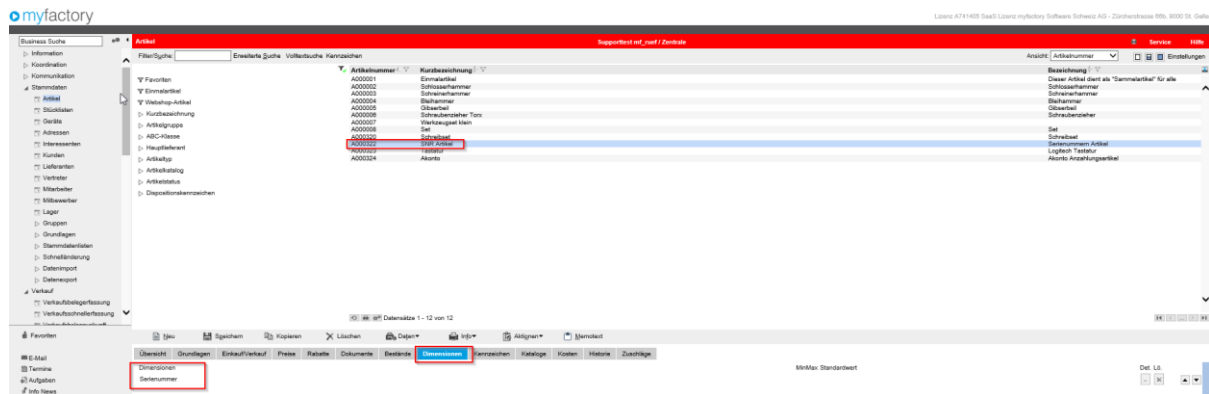 myfactory
Lizenz A741405 SaaS Lizenz myfactory Software Schweiz AG - Zürcherstrasse 66b, 9000 St. Galle
Business Suche
Information
Koordination
Kommunikation
Stammdaten
Artikel
Stücklisten
Geräte
Adressen
Interessenten
Kunden
Lieferanten
Vertreter
Mitarbeiter
Mitbewerber
Lager
Gruppen
Grundlagen
Stammdatenlisten
Schnelländerung
Datenimport
Datenexport
Verkauf
Verkaufsbelegerfassung
Verkaufsschnellerfassung
Favoriten
E-Mail
Termine
Aufgaben
Info News
Artikel Supporttest mf_ruef / Zentrale Service Hilfe
Filter/Suche: Erweiterte Suche Volltextsuche Kennzeichen Ansicht: Artikelnummer Einstellungen
Favoriten
Einmalartikel
Webshop-Artikel
Kurzbezeichnung
Artikelgruppe
ABC-Klasse
Hauptlieferant
Artikeltyp
Artikelkatalog
Artikelstatus
Dispositionskennzeichen
Artikelnummer Kurzbezeichnung Bezeichnung
A000001 Einmalartikel Dieser Artikel dient als "Sammelartikel" für alle
A000002 Schlosserhammer Schlosserhammer
A000003 Schreinerhammer Schreinerhammer
A000004 Bleihammer Bleihammer
A000005 Gibserbeil Gibserbeil
A000006 Schraubenzieher Torx Schraubenzieher
A000007 Werkzeugset klein
A000008 Set Set
A000320 Schreibset Schreibset
A000322 SNR Artikel Serienummern Artikel
A000323 Tastatur Logitech Tastatur
A000324 Akonto Akonto Anzahlungsartikel
Datensätze 1 - 12 von 12
Neu Speichern Kopieren Löschen Daten Info Aktionen Memotext
Übersicht Grundlagen Einkauf/Verkauf Preise Rabatte Dokumente Bestände Dimensionen Kennzeichen Kataloge Kosten Historie Zuschläge
Dimensionen MinMax Standardwert Det. Lö.
Serienummer